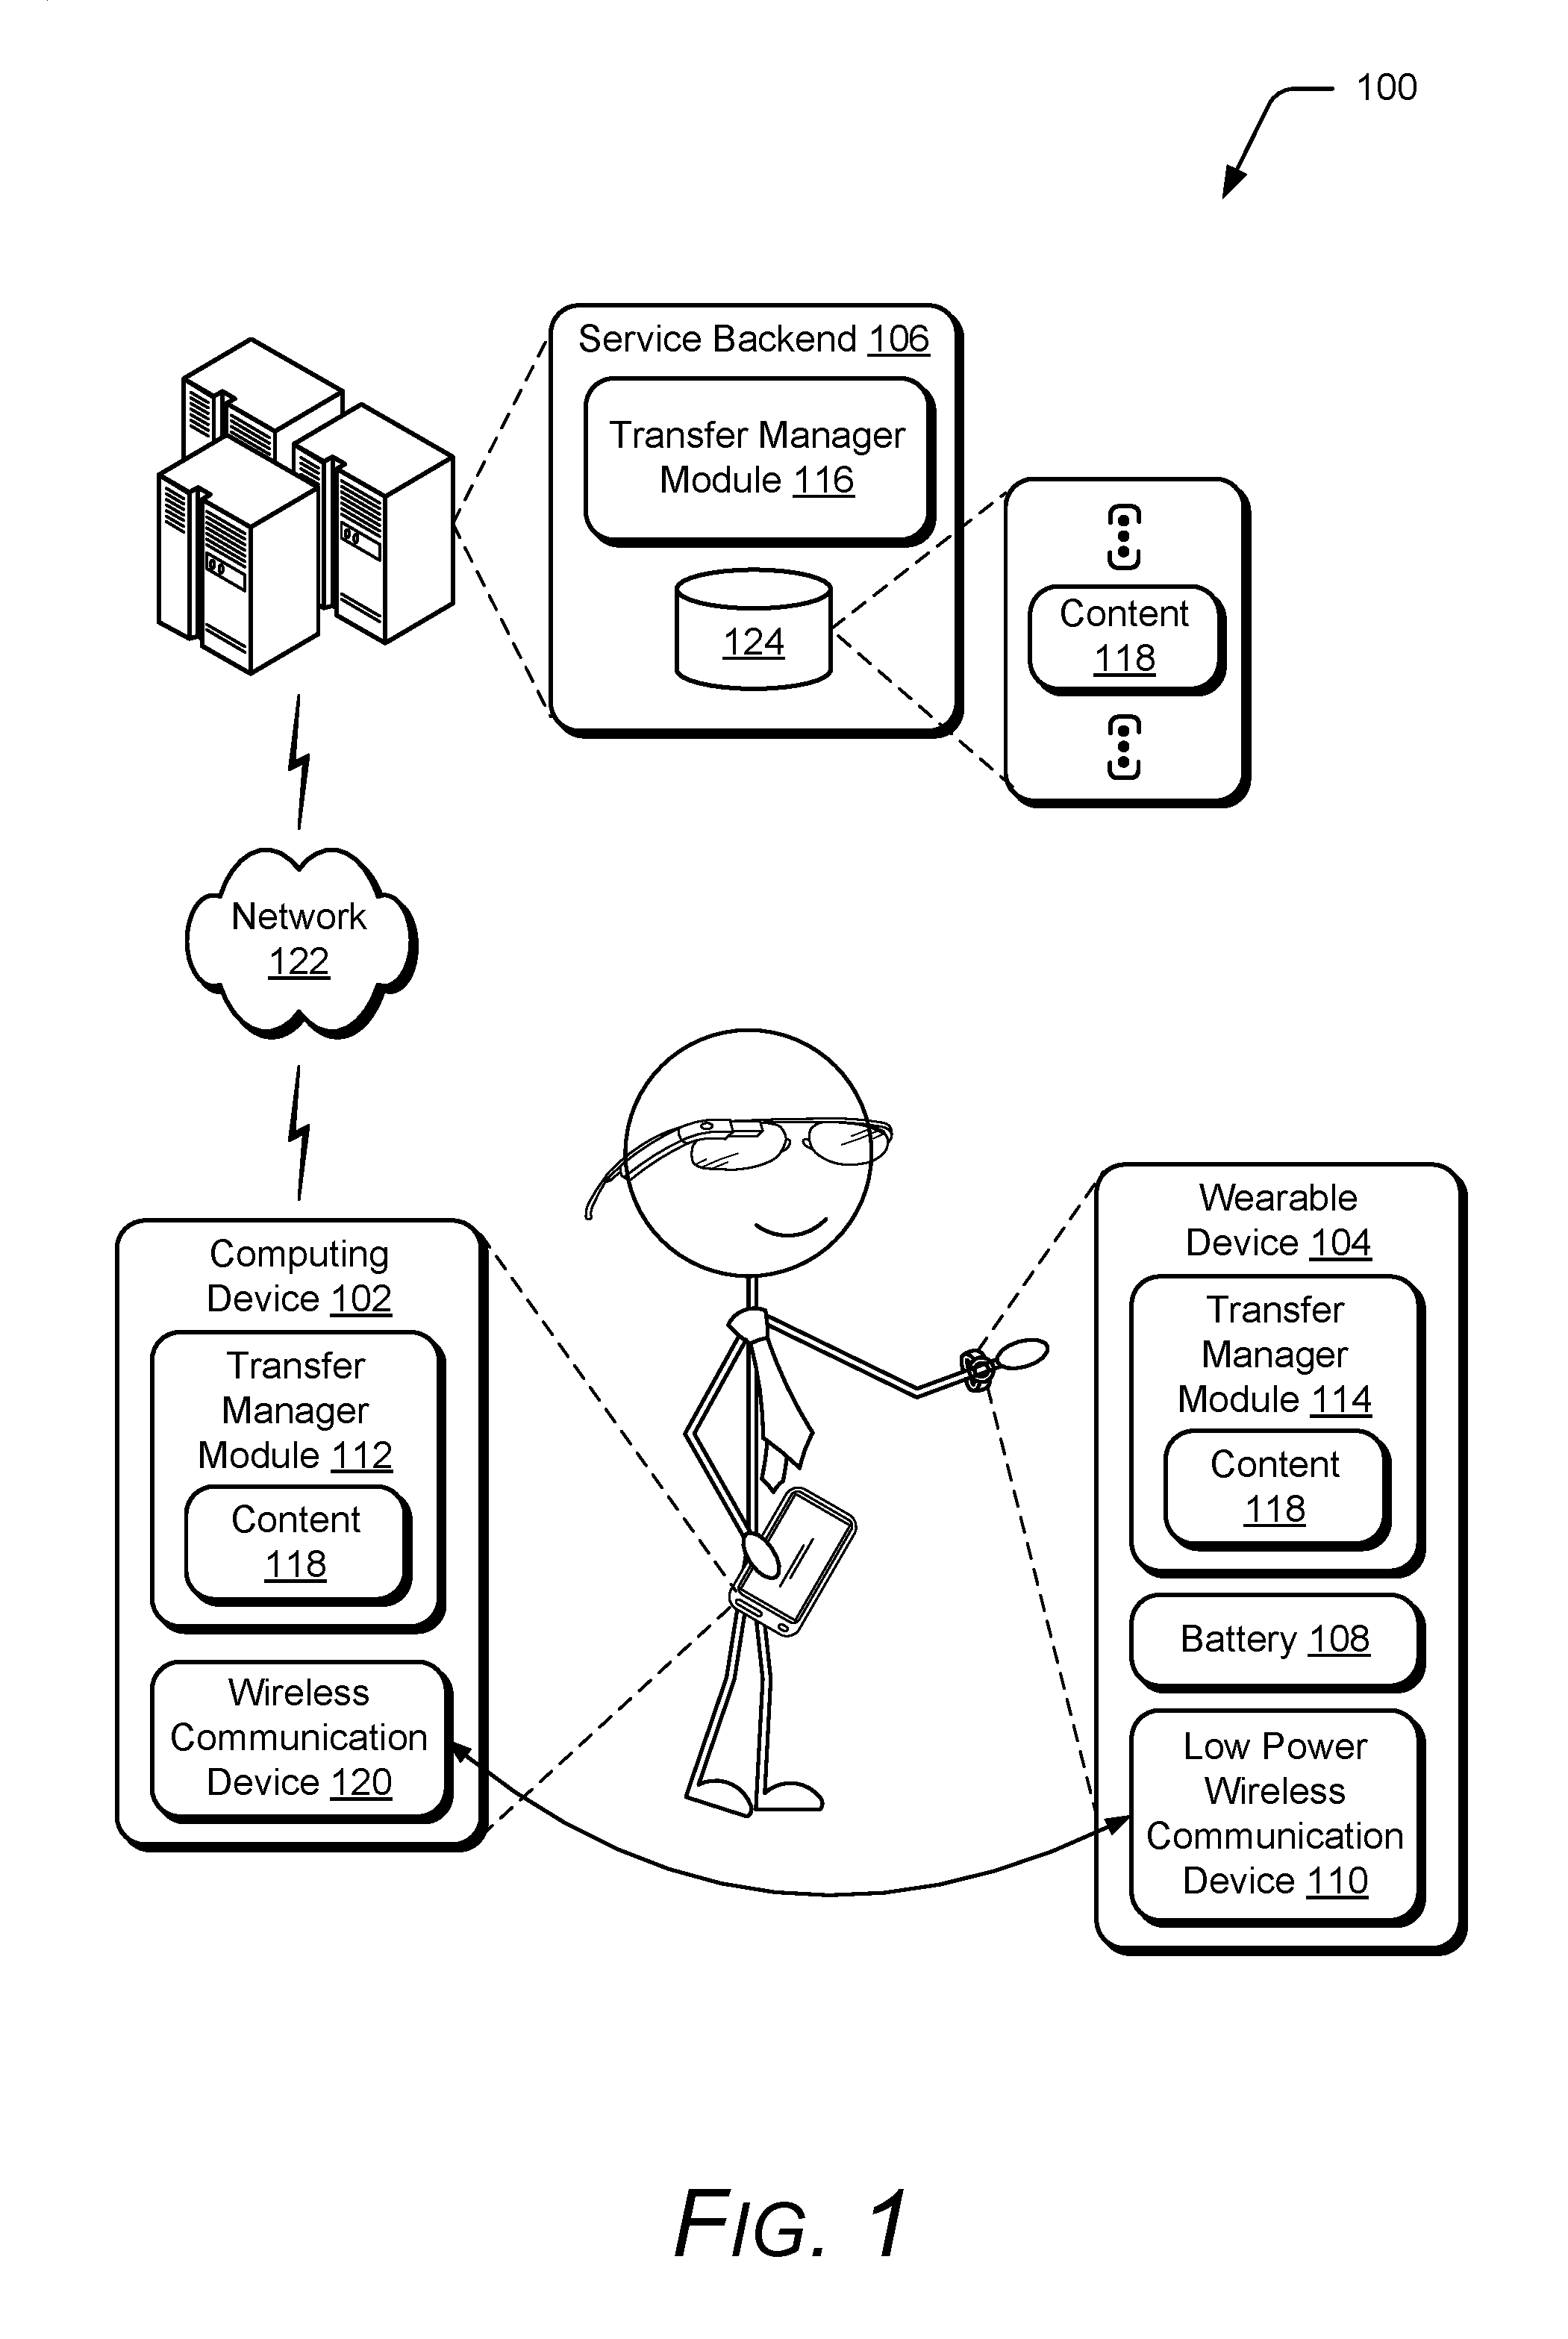 100
Service Backend 106
Transfer Manager
Module 116
124
Content
118
Network
122
Computing
Device 102
Transfer
Manager
Module 112
Content
118
Wireless
Communication
Device 120
Wearable
Device 104
Transfer
Manager
Module 114
Content
118
Battery 108
Low Power
Wireless
Communication
Device 110
FIG. 1